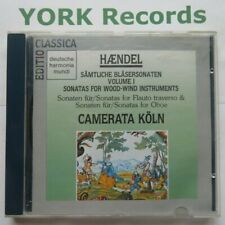 YORK Records
EDITIO CLASSICA
deutsche
harmonia
mundi
HÆNDEL
SÄMTLICHE BLÄSERSONATEN
VOLUME I
SONATAS FOR WOOD-WIND INSTRUMENTS
Sonaten für/Sonatas for Flauto traverso &
Sonaten für/Sonatas for Oboe
CAMERATA KÖLN